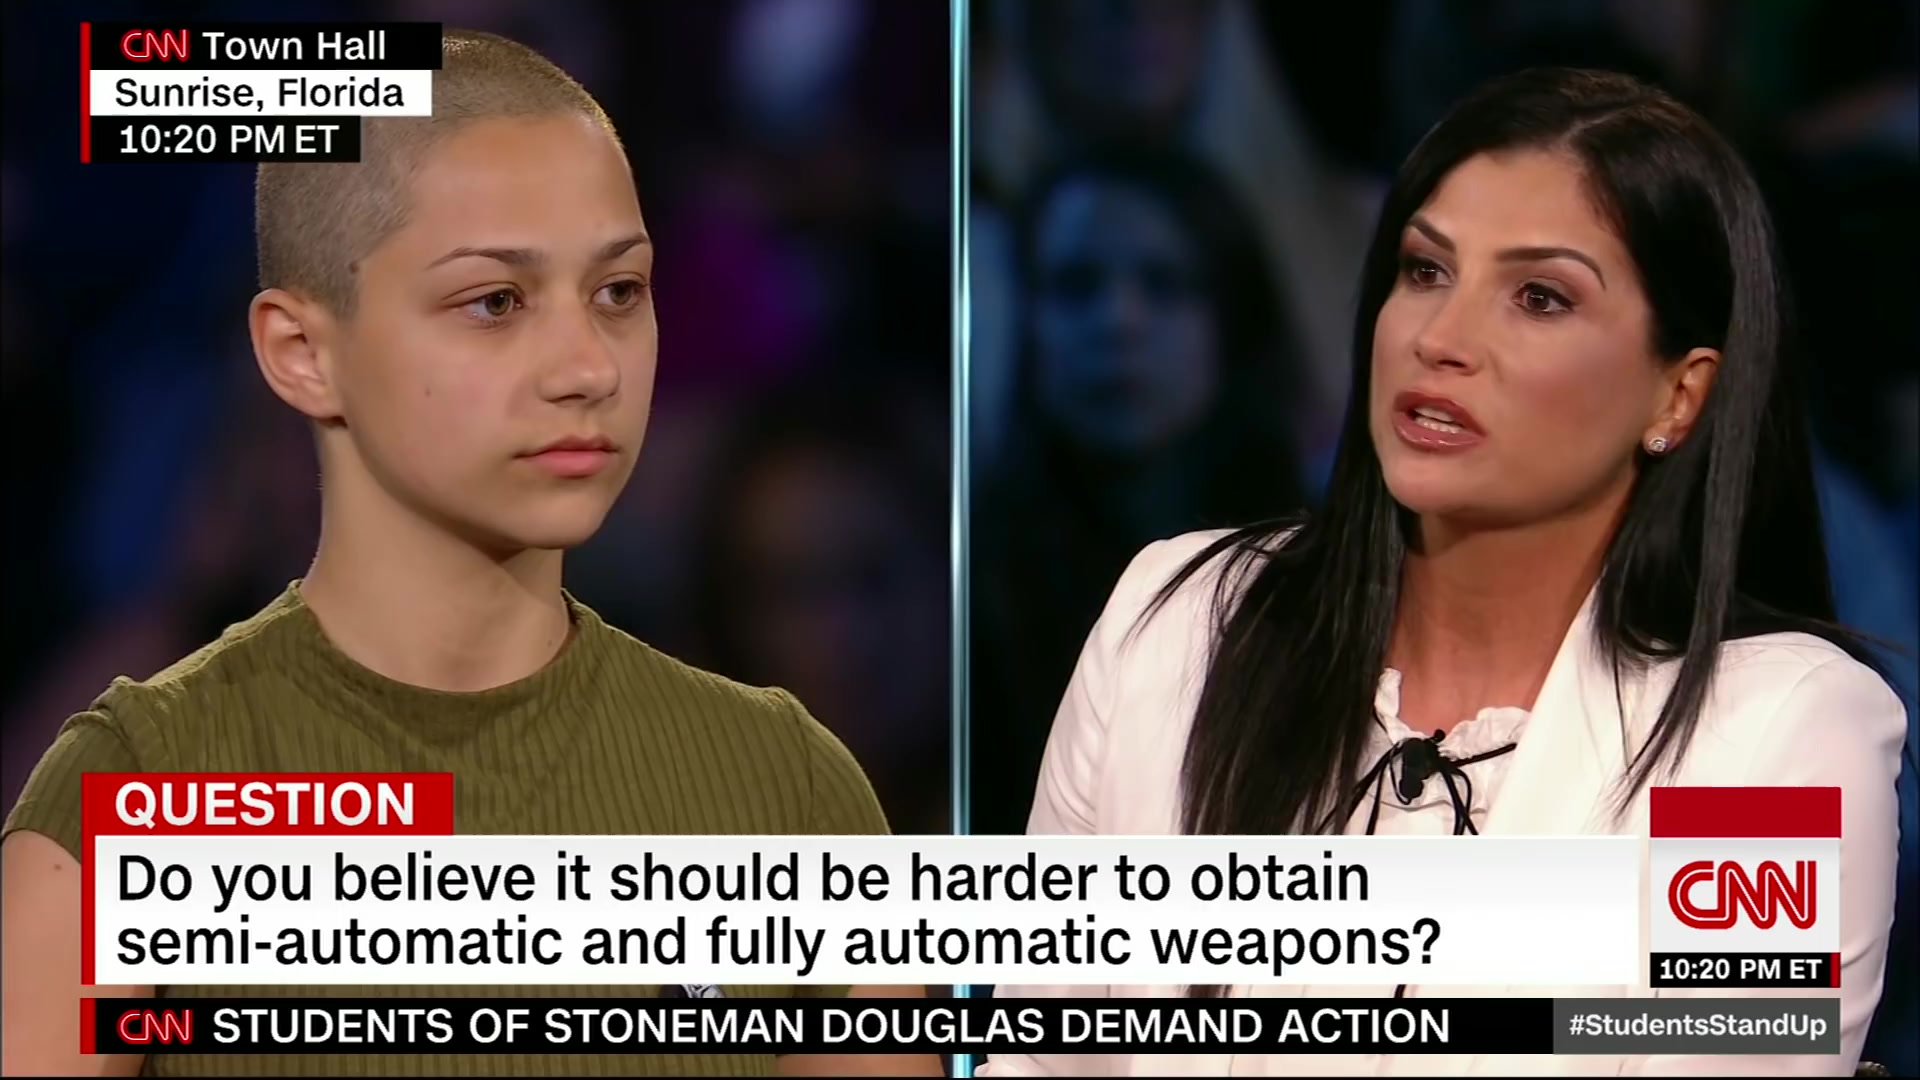 CNN Town Hall
Sunrise, Florida
10:20 PM ET
QUESTION
Do you believe it should be harder to obtain
semi-automatic and fully automatic weapons?
CNN
10:20 PM ET
CNN STUDENTS OF STONEMAN DOUGLAS DEMAND ACTION
#StudentsStandUp